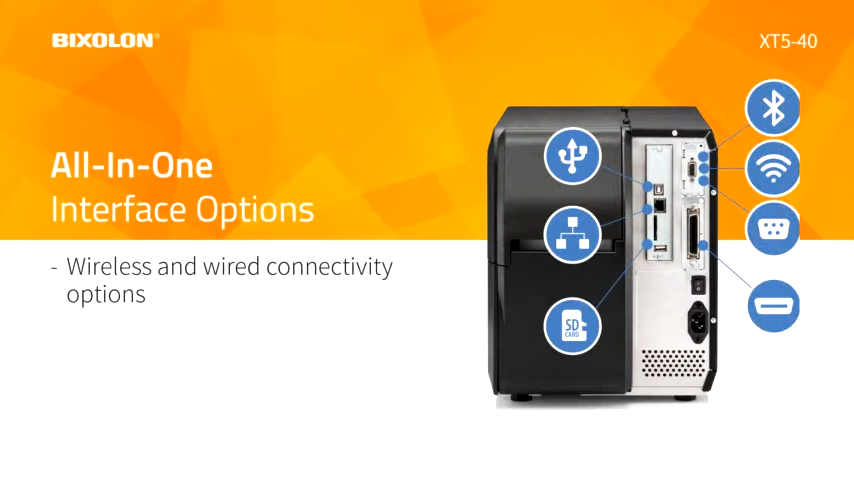 BIXOLON®
XT5-40
All-In-One
Interface Options
- Wireless and wired connectivity
options
SD
CARD